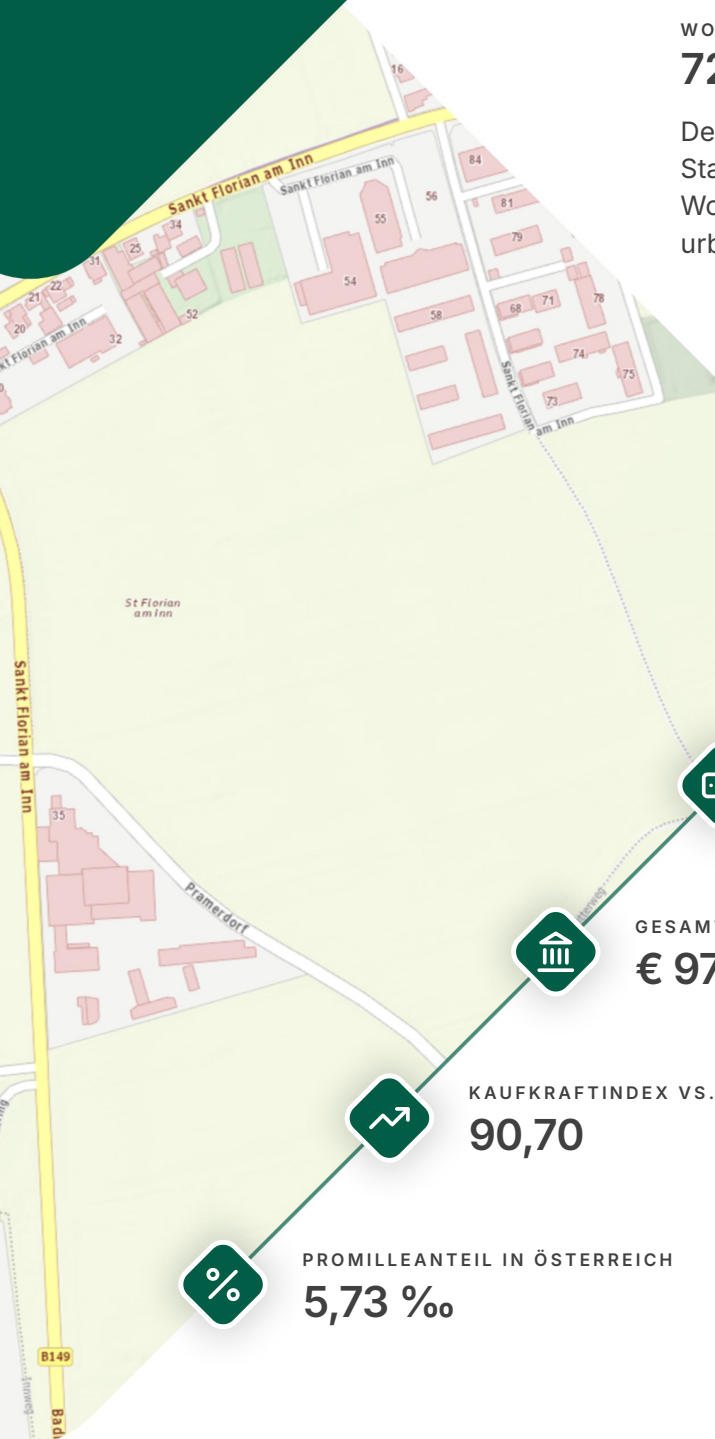 WO
72
De
Sta
Wo
urb
16
Sankt Florian am Inn
Sankt Florian am Inn
84
56
55
81
79
34
25
31
22
21
20
54
52
32
58
68
71
78
74
75
73
Sankt Florian am Inn
St Florian
am Inn
Sankt Florian am Inn
35
Pramerdorf
GESAM
€ 97
KAUFKRAFTINDEX VS.
90,70
PROMILLEANTEIL IN ÖSTERREICH
5,73 ‰
B149
Innweg
Bad